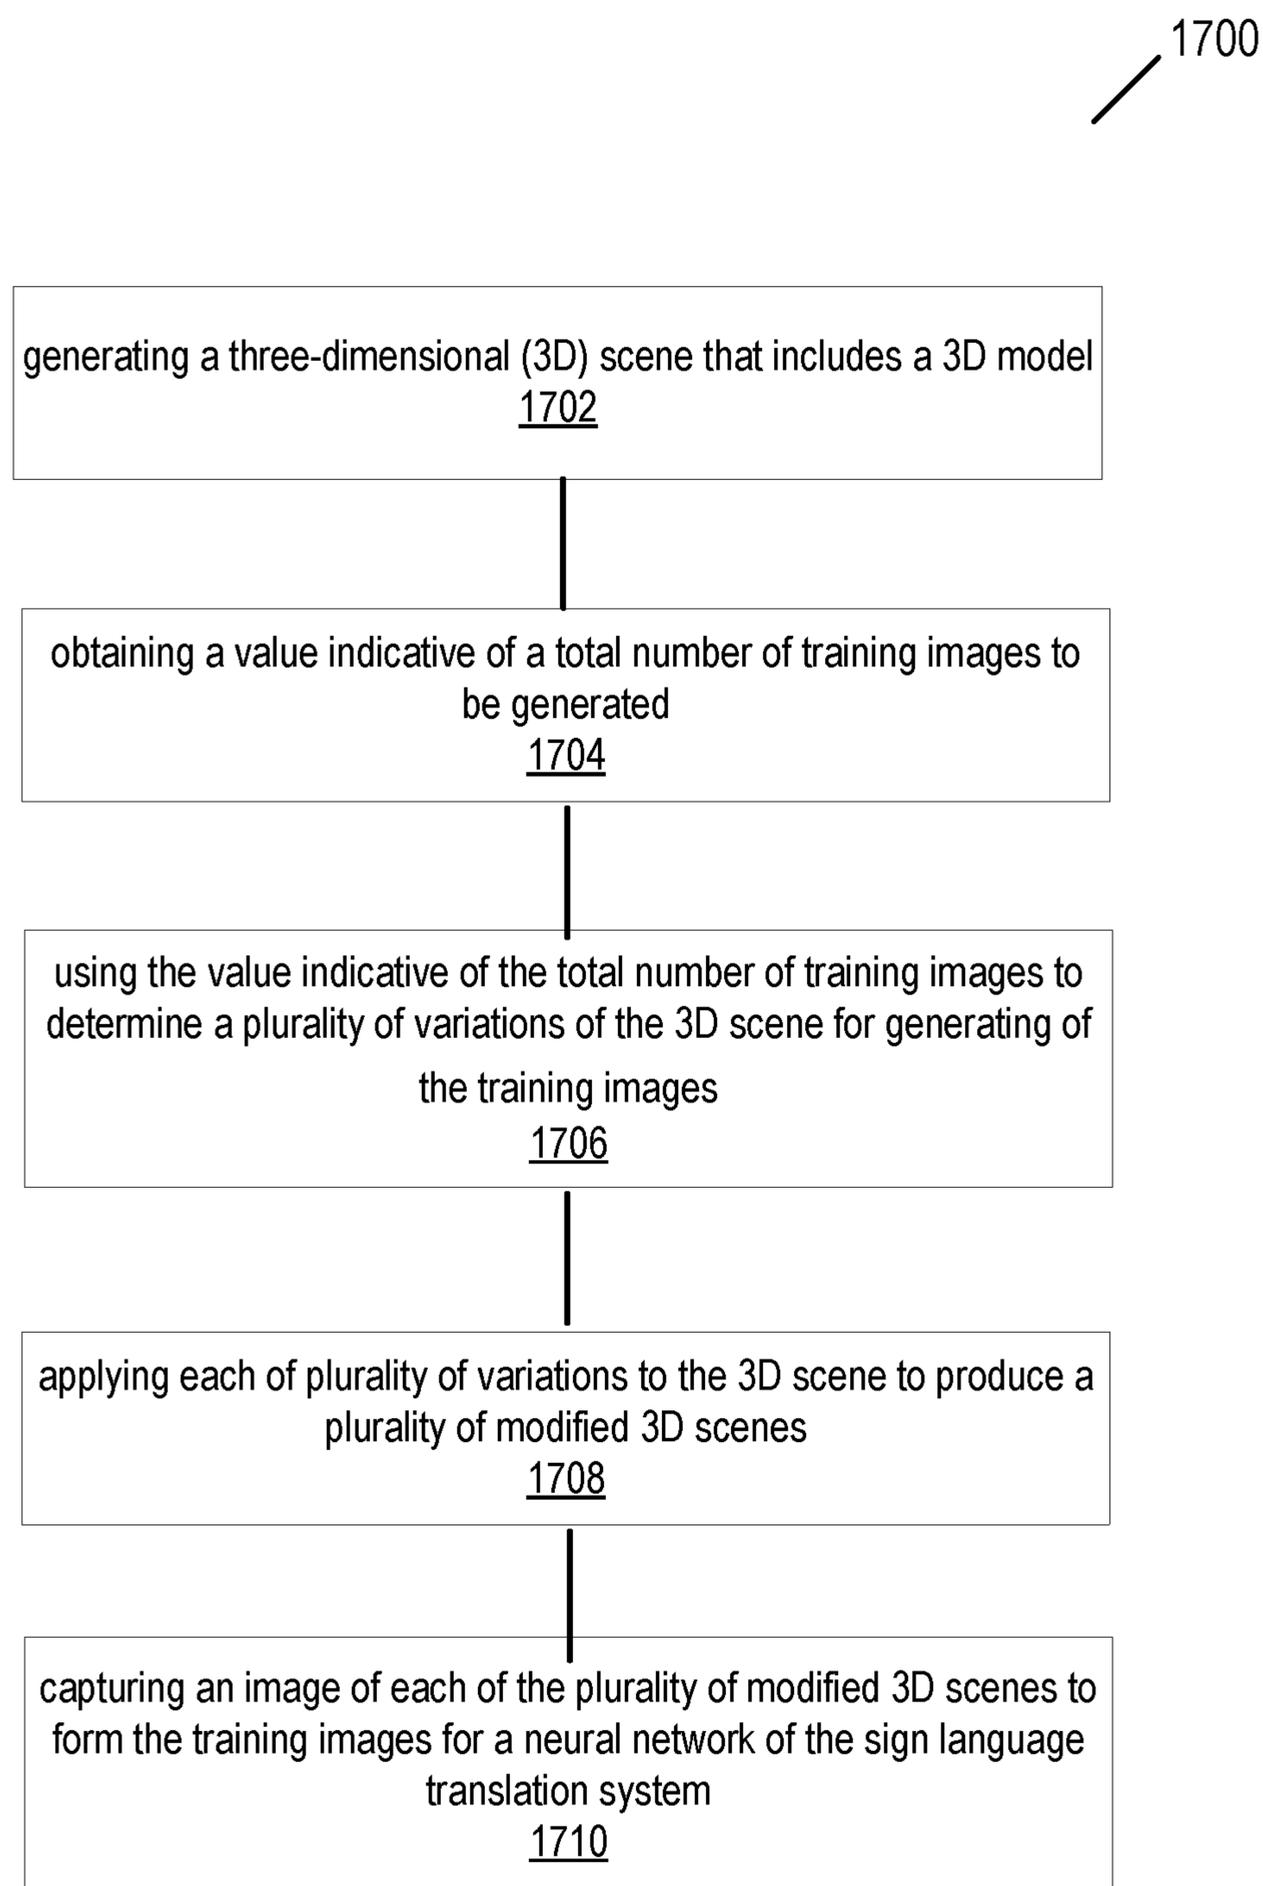 1700
generating a three-dimensional (3D) scene that includes a 3D model
1702
obtaining a value indicative of a total number of training images to
be generated
1704
using the value indicative of the total number of training images to
determine a plurality of variations of the 3D scene for generating of
the training images
1706
applying each of plurality of variations to the 3D scene to produce a
plurality of modified 3D scenes
1708
capturing an image of each of the plurality of modified 3D scenes to
form the training images for a neural network of the sign language
translation system
1710